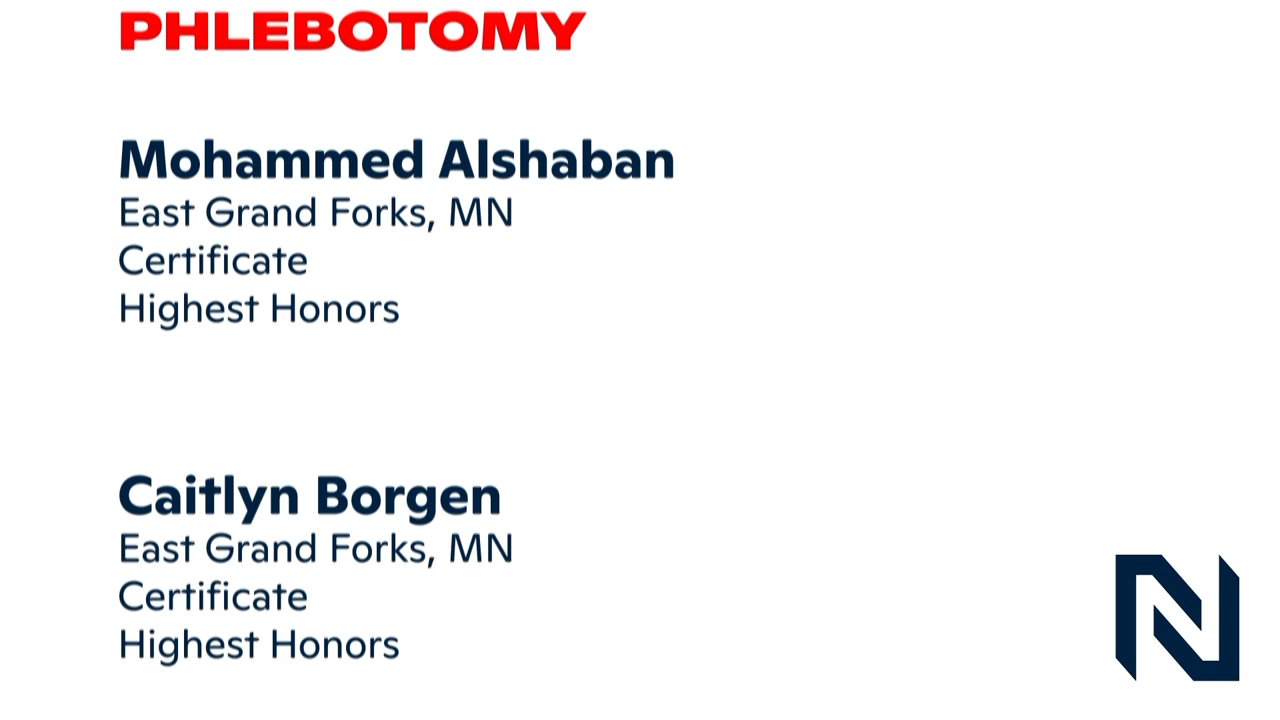 PHLEBOTOMY
Mohammed Alshaban
East Grand Forks, MN
Certificate
Highest Honors
Caitlyn Borgen
East Grand Forks, MN
Certificate
Highest Honors
N